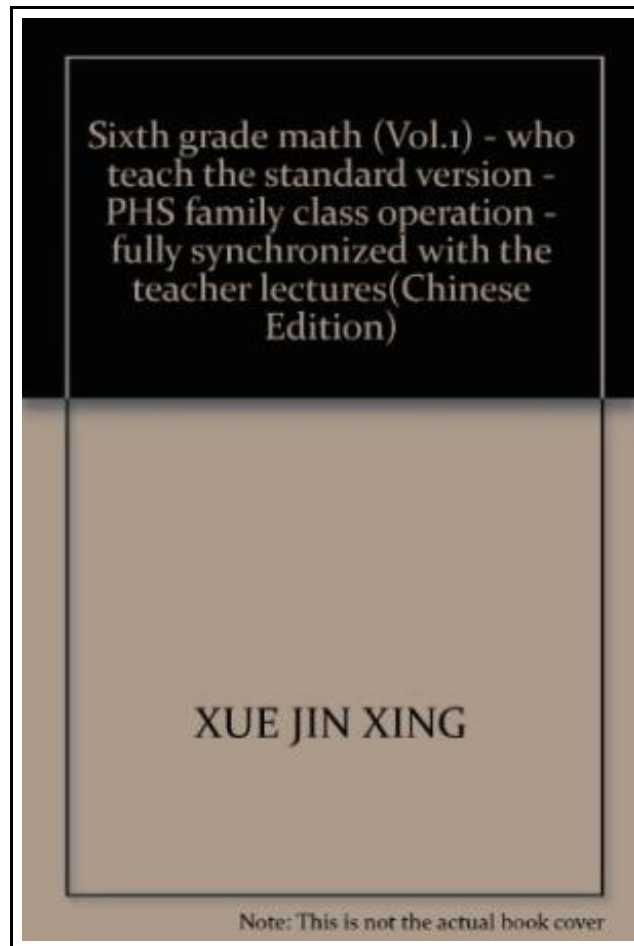 Sixth grade math (Vol.1) - who
teach the standard version -
PHS family class operation -
fully synchronized with the
teacher lectures(Chinese
Edition)
XUE JIN XING
Note: This is not the actual book cover